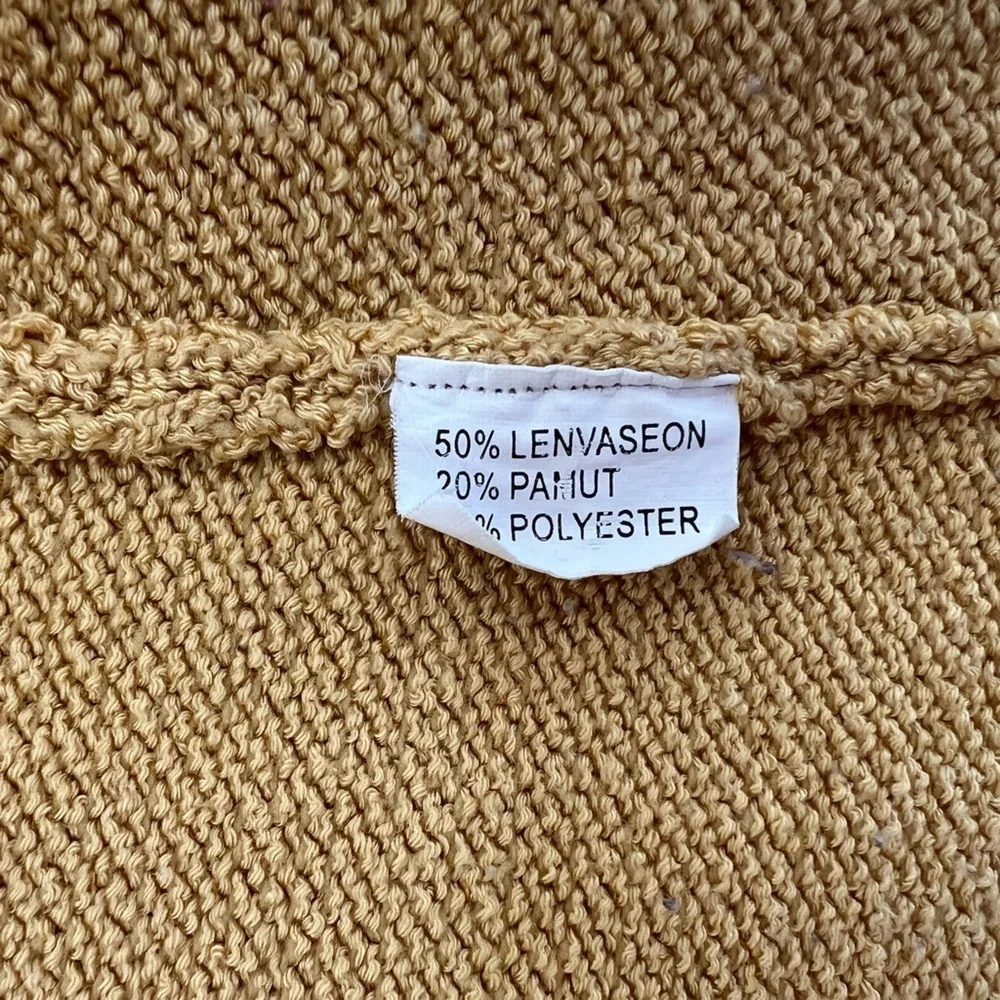 50% LENVASEON
20% PAMUT
% POLYESTER